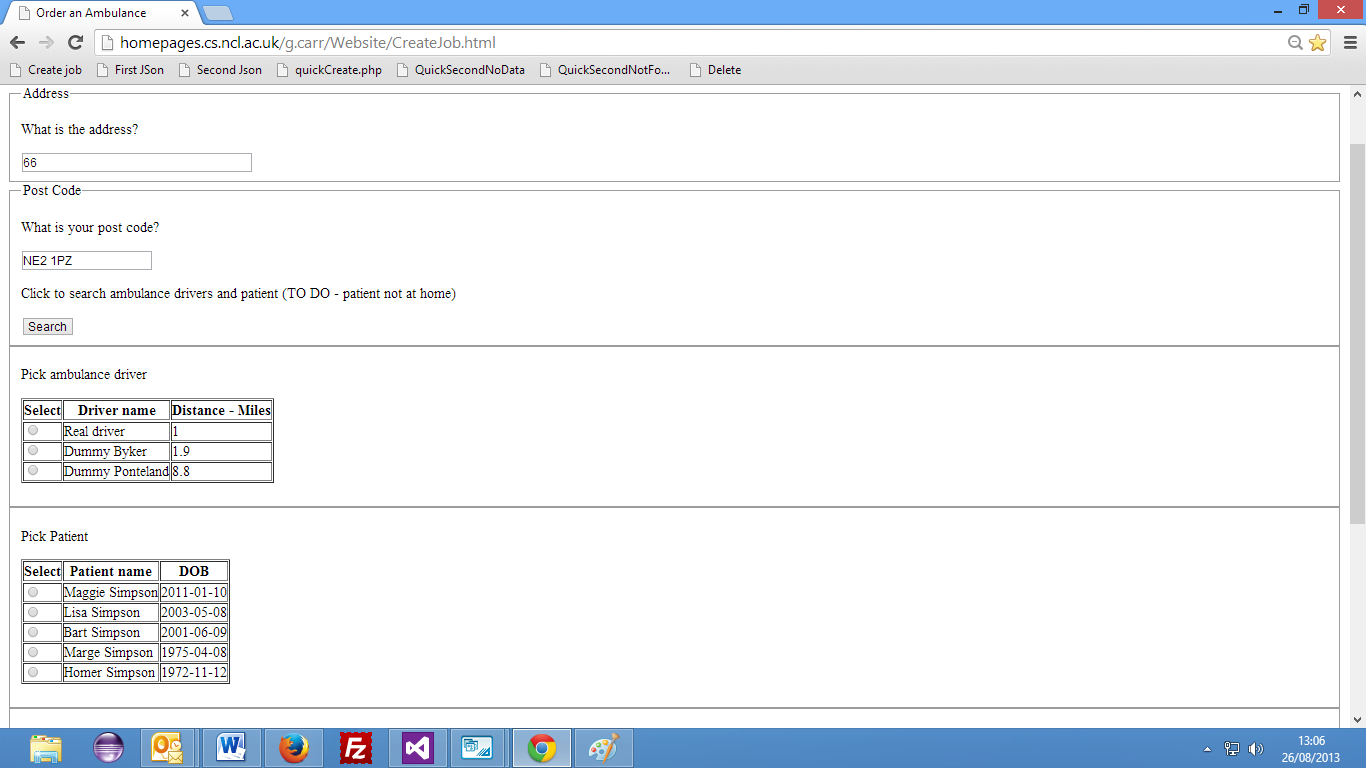 Order an Ambulance
homepages.cs.ncl.ac.uk/g.carr/Website/CreateJob.html
Create job First JSon Second Json quickCreate.php QuickSecondNoData QuickSecondNotFo... Delete
Address
What is the address?
66
Post Code
What is your post code?
NE2 1PZ
Click to search ambulance drivers and patient (TO DO - patient not at home)
Search
Pick ambulance driver
Select Driver name Distance - Miles
Real driver 1
Dummy Byker 1.9
Dummy Ponteland 8.8
Pick Patient
Select Patient name DOB
Maggie Simpson 2011-01-10
Lisa Simpson 2003-05-08
Bart Simpson 2001-06-09
Marge Simpson 1975-04-08
Homer Simpson 1972-11-12
13:06
26/08/2013